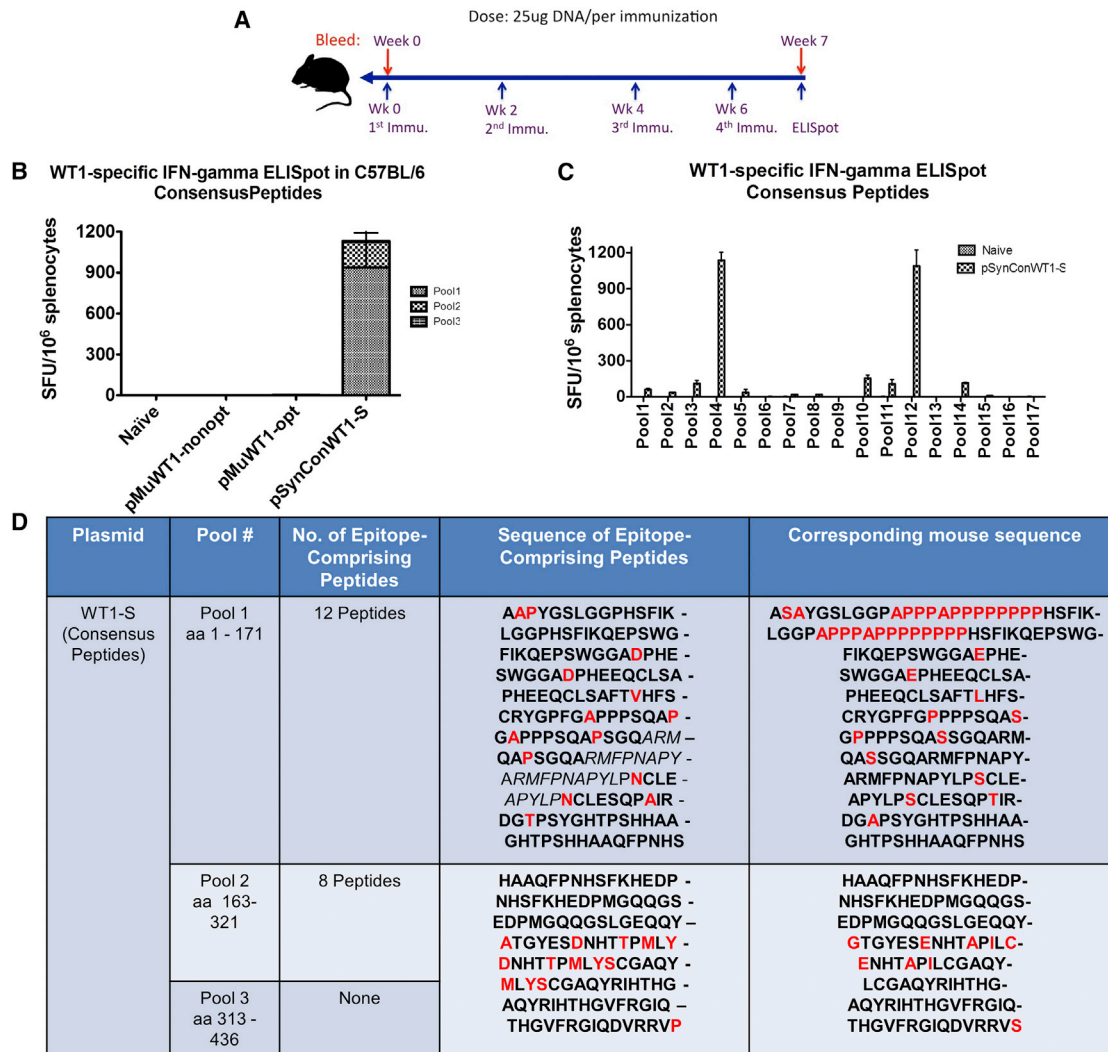 A
Dose: 25ug DNA/per immunization
Bleed: Week 0
Week 7
Wk 0
1st Immu.
Wk 2
2nd Immu.
Wk 4
3rd Immu.
Wk 6
4th Immu.
ELISpot
B
WT1-specific IFN-gamma ELISpot in C57BL/6
ConsensusPeptides
SFU/10^6 splenocytes
1200
900
600
300
0
Naïve
pMuWT1-nonopt
pMuWT1-opt
pSynConWT1-S
Pool1
Pool2
Pool3
C
WT1-specific IFN-gamma ELISpot
Consensus Peptides
SFU/10^6 splenocytes
1200
900
600
300
0
Naive
pSynConWT1-S
Pool1
Pool2
Pool3
Pool4
Pool5
Pool6
Pool7
Pool8
Pool9
Pool10
Pool11
Pool12
Pool13
Pool14
Pool15
Pool16
Pool17
D
Plasmid
Pool #
No. of Epitope-
Comprising
Peptides
Sequence of Epitope-
Comprising Peptides
Corresponding mouse sequence
WT1-S
(Consensus
Peptides)
Pool 1
aa 1 - 171
12 Peptides
AAPYGSLGGPHSFIK -
LGGPHSFIKQEPSWG
FIKQEPSWGGADPHE -
SWGGADPHEEQCLSA -
PHEEQCLSAFTVHFS -
CRYGPFGAPPPSQAP -
GAPPPSQAPSGQARM –
QAPSGQARMFPNAPY
ARMFPNAPYLPNCLE -
APYLPNCLESQPAIR -
DGTPSYGHTPSHHAA -
GHTPSHHAAQFPNHS
ASAYGSLGGPAPPPAPPPPPPPPHSFIK-
LGGPAPPPAPPPPPPPPHSFIKQEPSWG-
FIKQEPSWGGAEPHE-
SWGGAEPHEEQCLSA-
PHEEQCLSAFTLHFS-
CRYGPFGPPPPSQAS-
GPPPPSQASSGQARM-
QASSGQARMFPNAPY-
ARMFPNAPYLPSCLE-
APYLPSCLESQPTIR-
DGAPSYGHTPSHHAA-
GHTPSHHAAQFPNHS
Pool 2
aa 163-
321
8 Peptides
HAAQFPNHSFKHEDP -
NHSFKHEDPMGQQGS -
EDPMGQQGSLGEQQY –
ATGYESDNHTTPMLY -
DNHTTPMLYSCGAQY -
MLYSCGAQYRIHTHG -
AQYRIHTHGVFRGIQ –
THGVFRGIQDVRRVP
HAAQFPNHSFKHEDP-
NHSFKHEDPMGQQGS-
EDPMGQQGSLGEQQY-
GTGYESENHTAPILC-
ENHTAPILCGAQY-
LCGAQYRIHTHG-
AQYRIHTHGVFRGIQ-
THGVFRGIQDVRRVS
Pool 3
aa 313 -
436
None